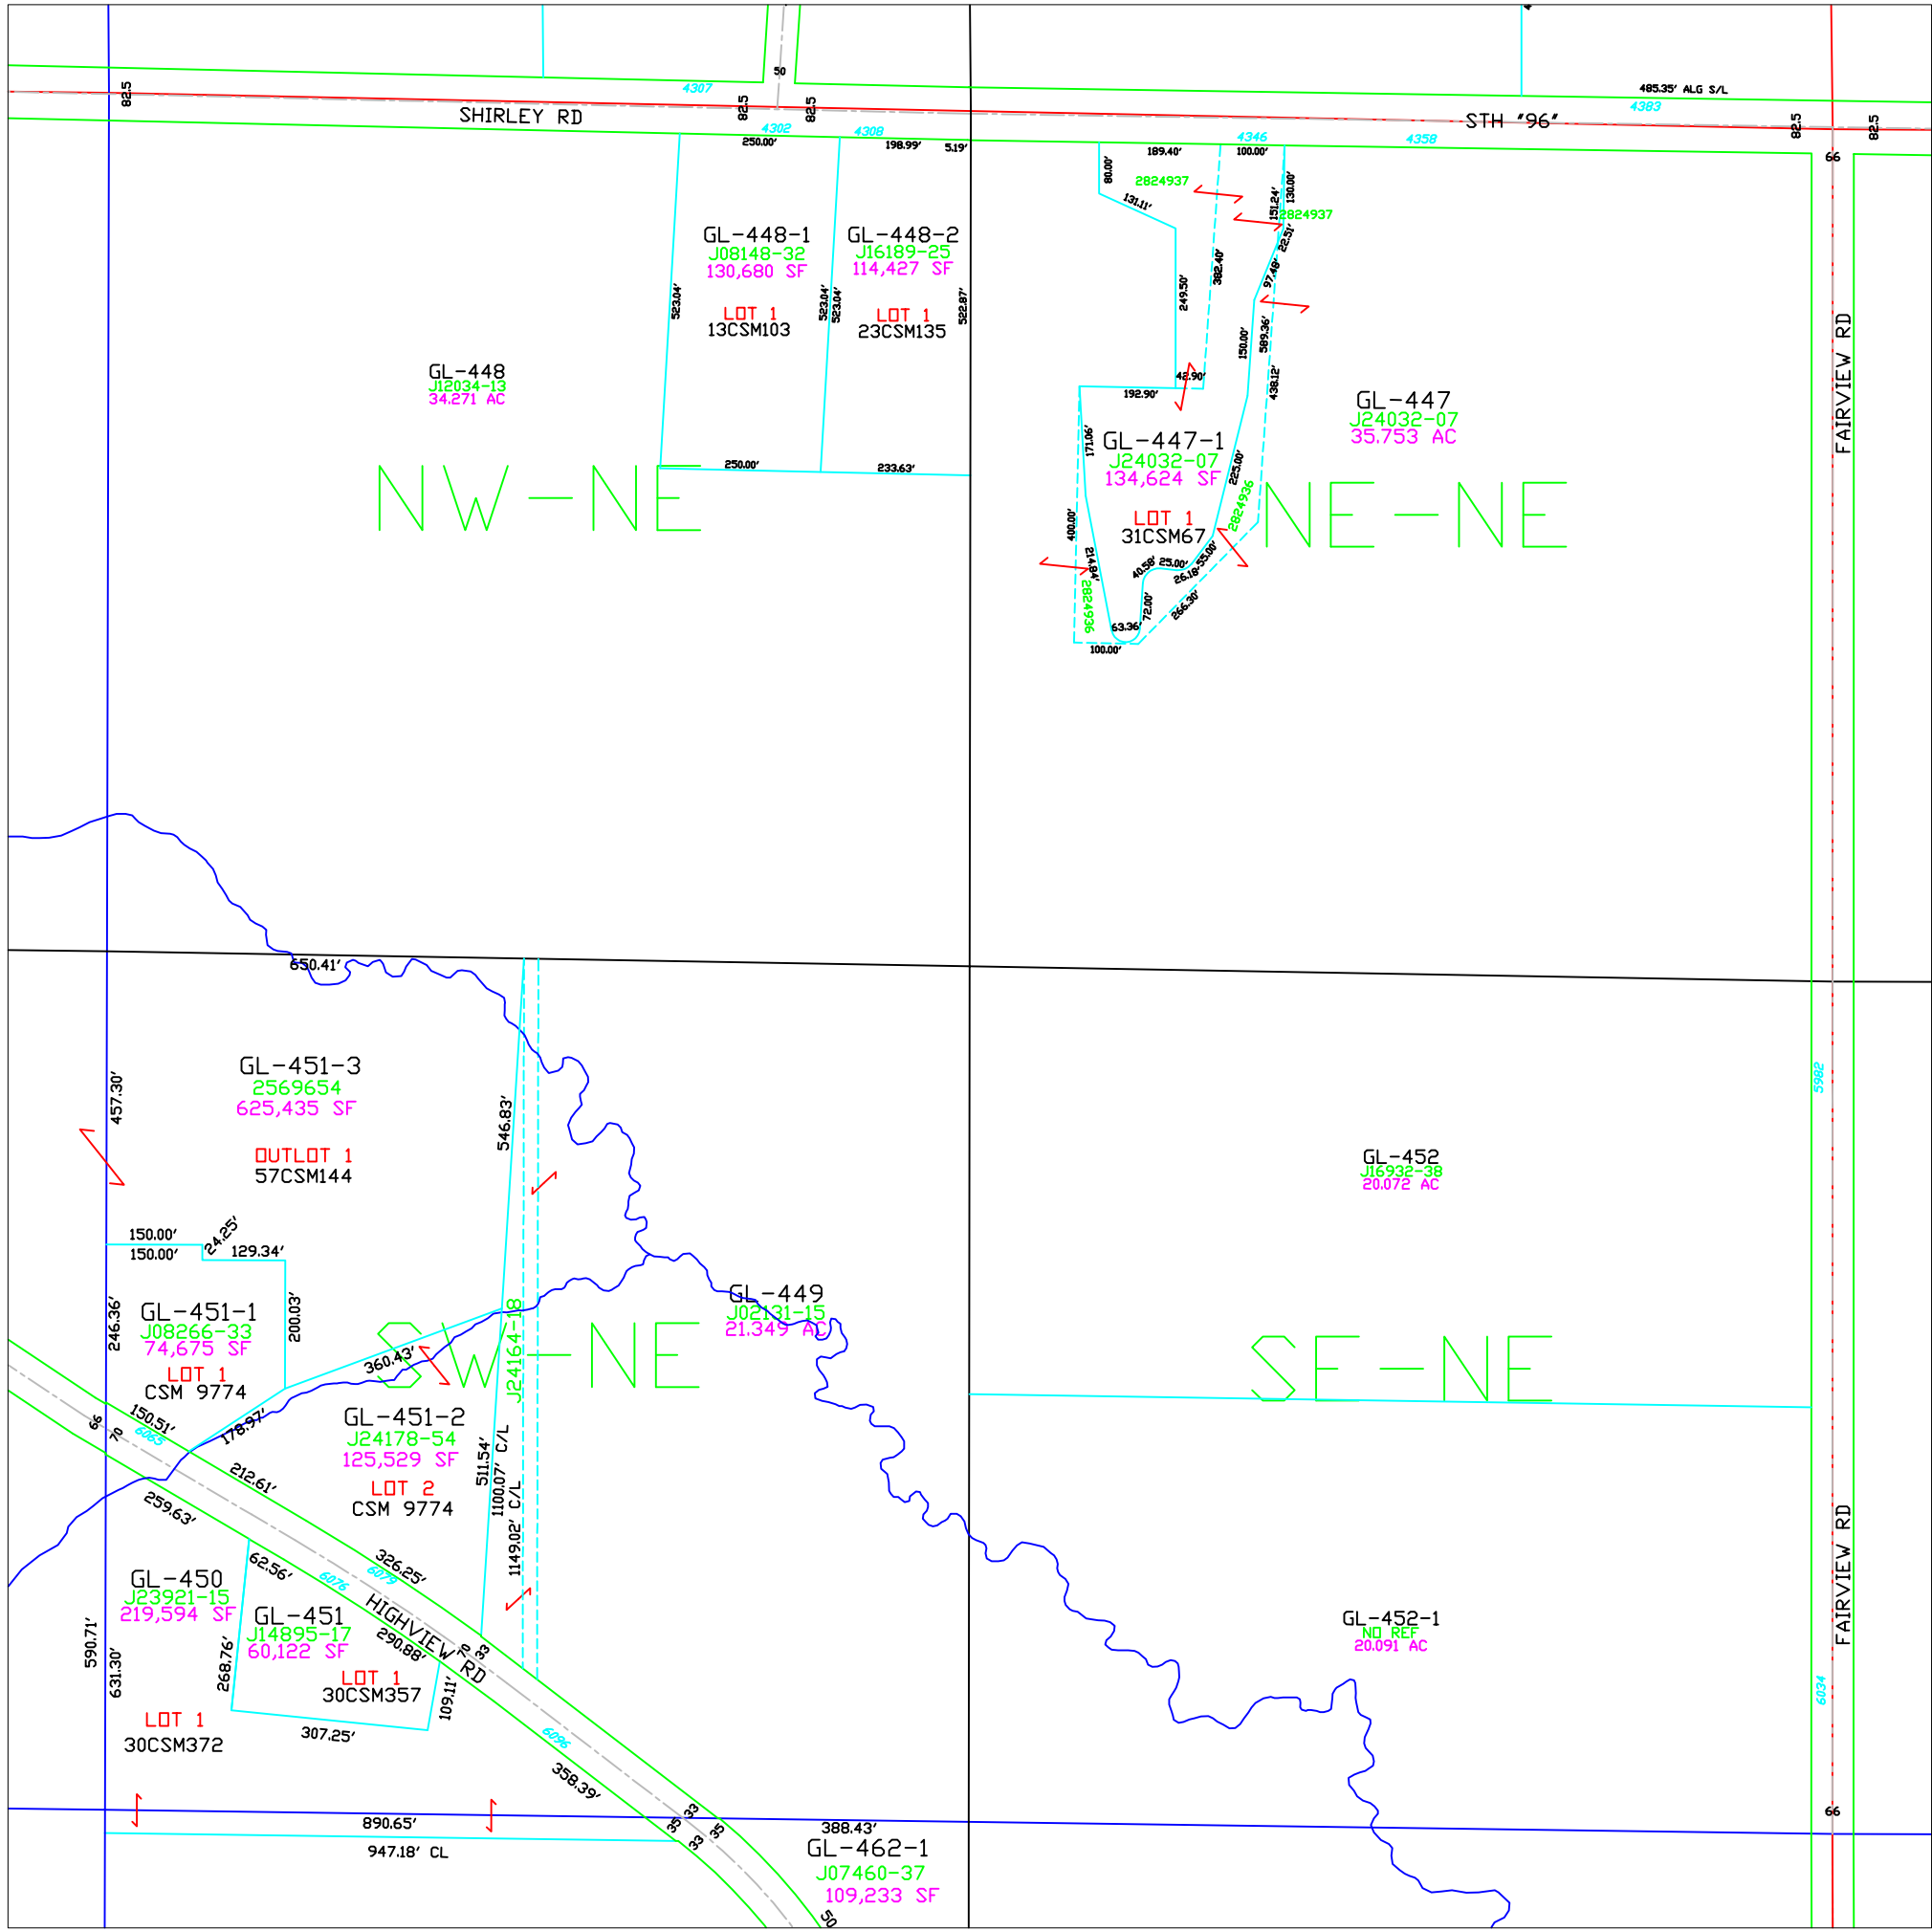 50
82.5
4307
82.5
82.5
485.35' ALG S/L
4383
SHIRLEY RD
4302
4308
4346
STH "96"
4358
82.5
82.5
250.00'
198.99'
5.19'
189.40'
100.00'
66
80.00'
2824937
131.11'
151.24'
130.00'
2824937
22.51'
GL-448-1
J08148-32
130,680 SF
LOT 1
13CSM103
GL-448-2
J16189-25
114,427 SF
LOT 1
23CSM135
523.04'
523.04'
523.04'
522.87'
249.50'
382.40'
97.48'
150.00'
589.36'
438.12'
FAIRVIEW RD
GL-448
J12034-13
34.271 AC
42.90'
192.90'
GL-447
J24032-07
35.753 AC
171.06'
GL-447-1
J24032-07
134,624 SF
LOT 1
31CSM67
225.00'
2824936
250.00'
233.63'
NW-NE
NE-NE
400.00'
214.84'
2824936
40.58'
25.00'
26.18'
55.00'
72.00'
266.30'
63.36'
100.00'
650.41'
GL-451-3
2569654
625,435 SF
OUTLOT 1
57CSM144
457.30'
546.83'
5982
GL-452
J16932-38
20.072 AC
150.00'
150.00'
24.25'
129.34'
246.36'
200.03'
GL-451-1
J08266-33
74,675 SF
LOT 1
CSM 9774
GL-449
J02131-15
21.349 AC
J24164-18
SW-NE
SE-NE
360.43'
178.97'
150.51'
66
70
6065
GL-451-2
J24178-54
125,529 SF
LOT 2
CSM 9774
212.61'
259.63'
511.54'
1100.07' C/L
1149.02' C/L
326.25'
6079
6076
62.56'
GL-450
J23921-15
219,594 SF
GL-451
J14895-17
60,122 SF
LOT 1
30CSM357
HIGHVIEW RD
290.88'
33
590.71'
631.30'
268.76'
109.11'
307.25'
LOT 1
30CSM372
6096
358.39'
GL-452-1
NO REF
20.091 AC
FAIRVIEW RD
6034
66
890.65'
947.18' CL
35
33
33
35
388.43'
GL-462-1
J07460-37
109,233 SF
50